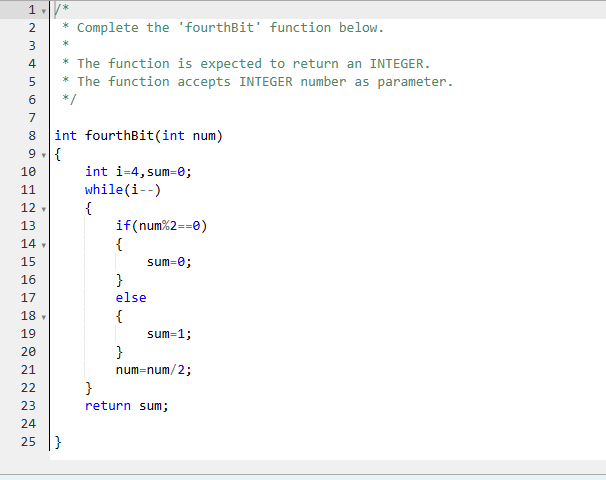 1 /*
2  * Complete the 'fourthBit' function below.
3  *
4  * The function is expected to return an INTEGER.
5  * The function accepts INTEGER number as parameter.
6  */
7
8 int fourthBit(int num)
9 {
10     int i=4,sum=0;
11     while(i--)
12     {
13         if(num%2==0)
14         {
15             sum=0;
16         }
17         else
18         {
19             sum=1;
20         }
21         num=num/2;
22     }
23     return sum;
24
25 }